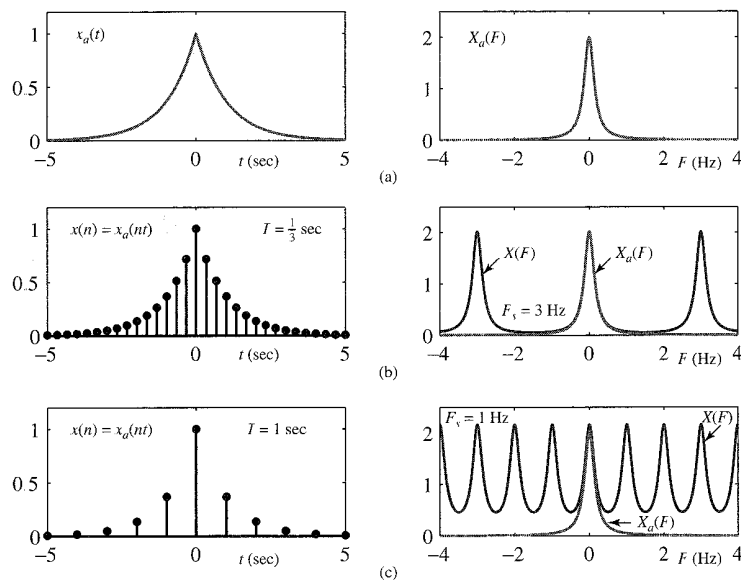 x_a(t)
1
0.5
0
−5
0
5
t (sec)
X_a(F)
2
1
0
−4
−2
0
2
4
F (Hz)
(a)
x(n) = x_a(nt)
I = 1/3 sec
1
0.5
0
−5
0
5
t (sec)
X(F)
X_a(F)
F_s = 3 Hz
2
1
0
−4
−2
0
2
4
F (Hz)
(b)
x(n) = x_a(nt)
I = 1 sec
1
0.5
0
−5
0
5
t (sec)
F_s = 1 Hz
X(F)
X_a(F)
2
1
0
−4
−2
0
2
4
F (Hz)
(c)